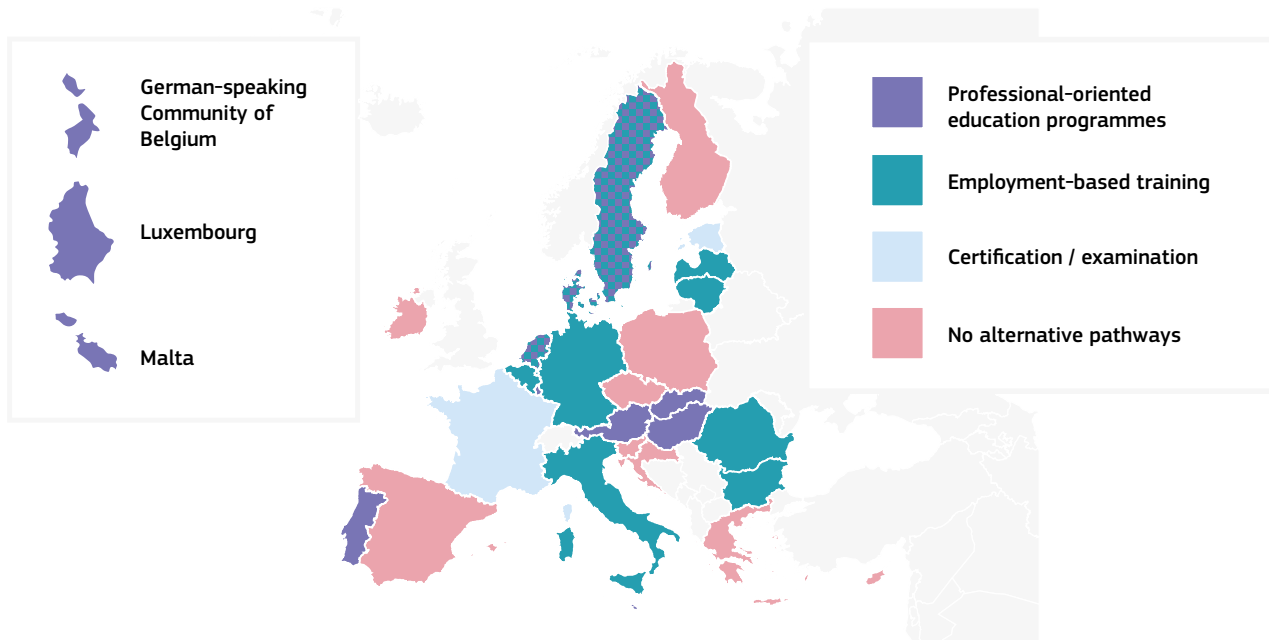 German-speaking
Community of
Belgium
Luxembourg
Malta
Professional-oriented
education programmes
Employment-based training
Certification / examination
No alternative pathways